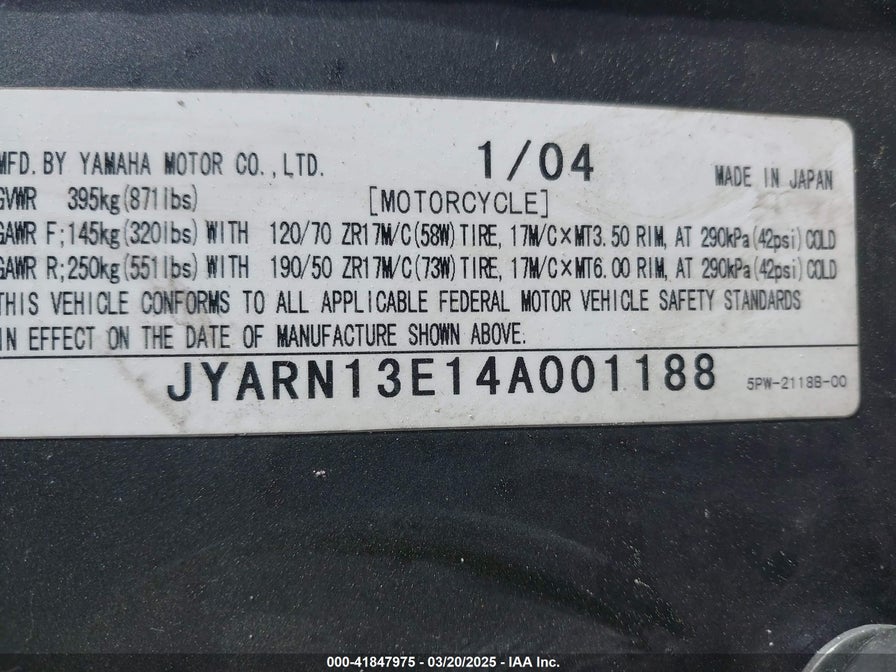 MFD. BY YAMAHA MOTOR CO.,LTD. 1/04 MADE IN JAPAN
GVWR 395kg(871lbs) [MOTORCYCLE]
GAWR F;145kg(320lbs) WITH 120/70 ZR17M/C(58W)TIRE, 17M/C×MT3.50 RIM, AT 290kPa(42psi) COLD
GAWR R;250kg(551lbs) WITH 190/50 ZR17M/C(73W)TIRE, 17M/C×MT6.00 RIM, AT 290kPa(42psi) COLD
THIS VEHICLE CONFORMS TO ALL APPLICABLE FEDERAL MOTOR VEHICLE SAFETY STANDARDS
IN EFFECT ON THE DATE OF MANUFACTURE SHOWN ABOVE.
JYARN13E14A001188 5PW-2118B-00
000-41847975 — 03/20/2025 — IAA Inc.